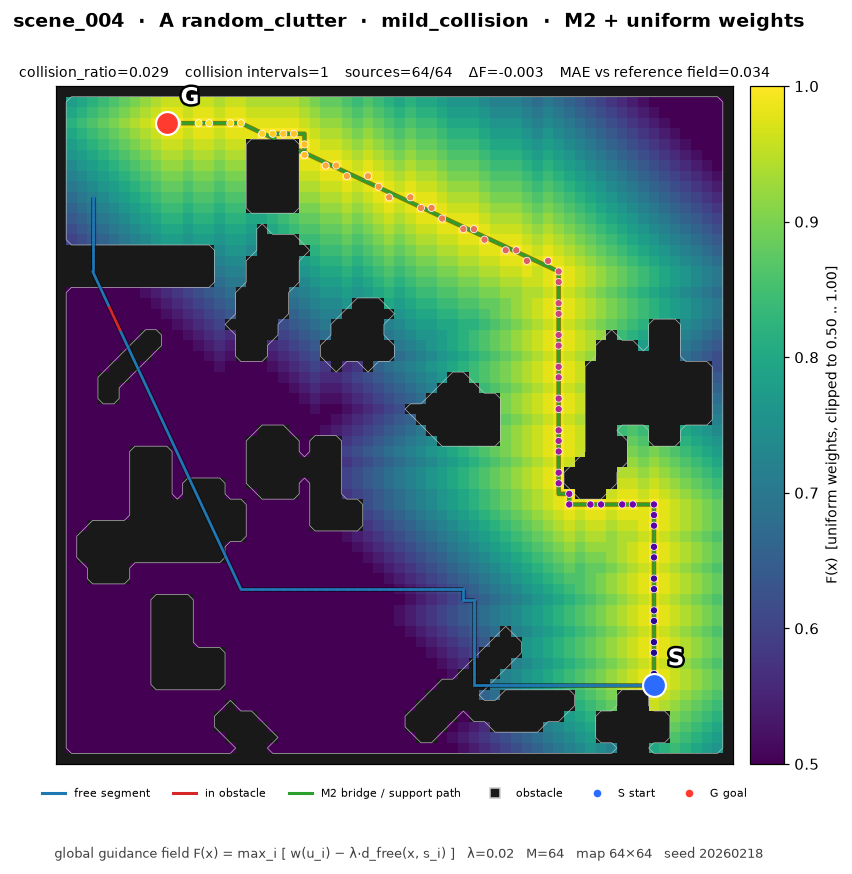 scene_004 · A random_clutter · mild_collision · M2 + uniform weights
collision_ratio=0.029 collision intervals=1 sources=64/64 ΔF=-0.003 MAE vs reference field=0.034
G
S
1.0
0.9
0.8
0.7
0.6
0.5
F(x) [uniform weights, clipped to 0.50 .. 1.00]
free segment in obstacle M2 bridge / support path obstacle S start G goal
global guidance field F(x) = max_i [ w(u_i) − λ·d_free(x, s_i) ] λ=0.02 M=64 map 64×64 seed 20260218